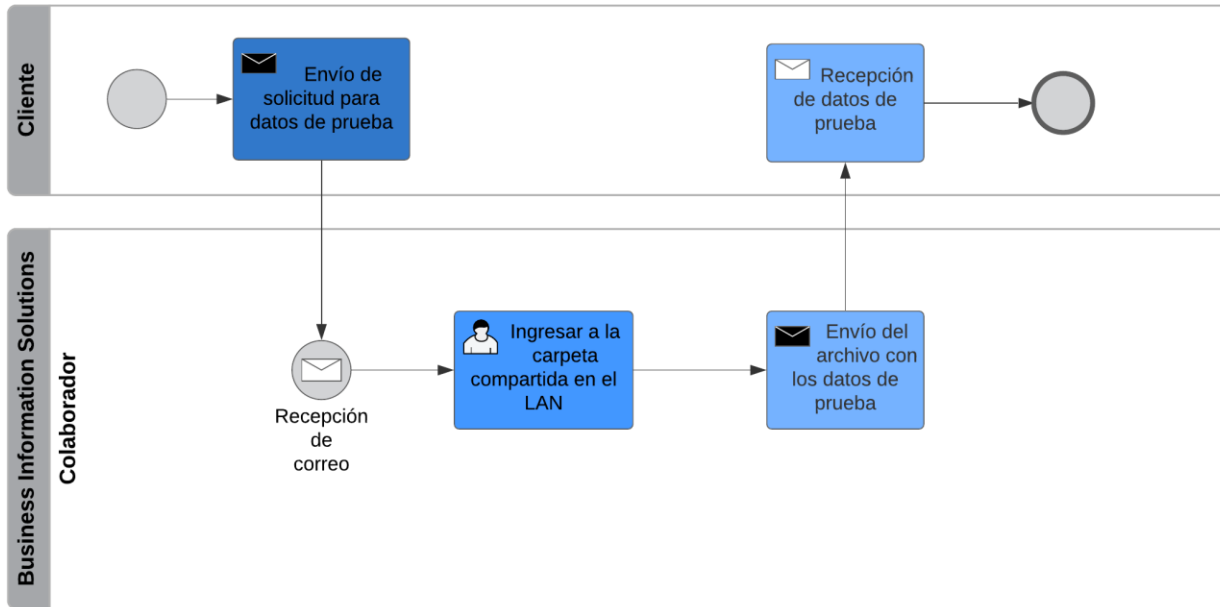 Cliente
Envío de
solicitud para
datos de prueba
Recepción
de datos de
prueba
Business Information Solutions
Colaborador
Recepción
de
correo
Ingresar a la
carpeta
compartida en el
LAN
Envío del
archivo con
los datos de
prueba